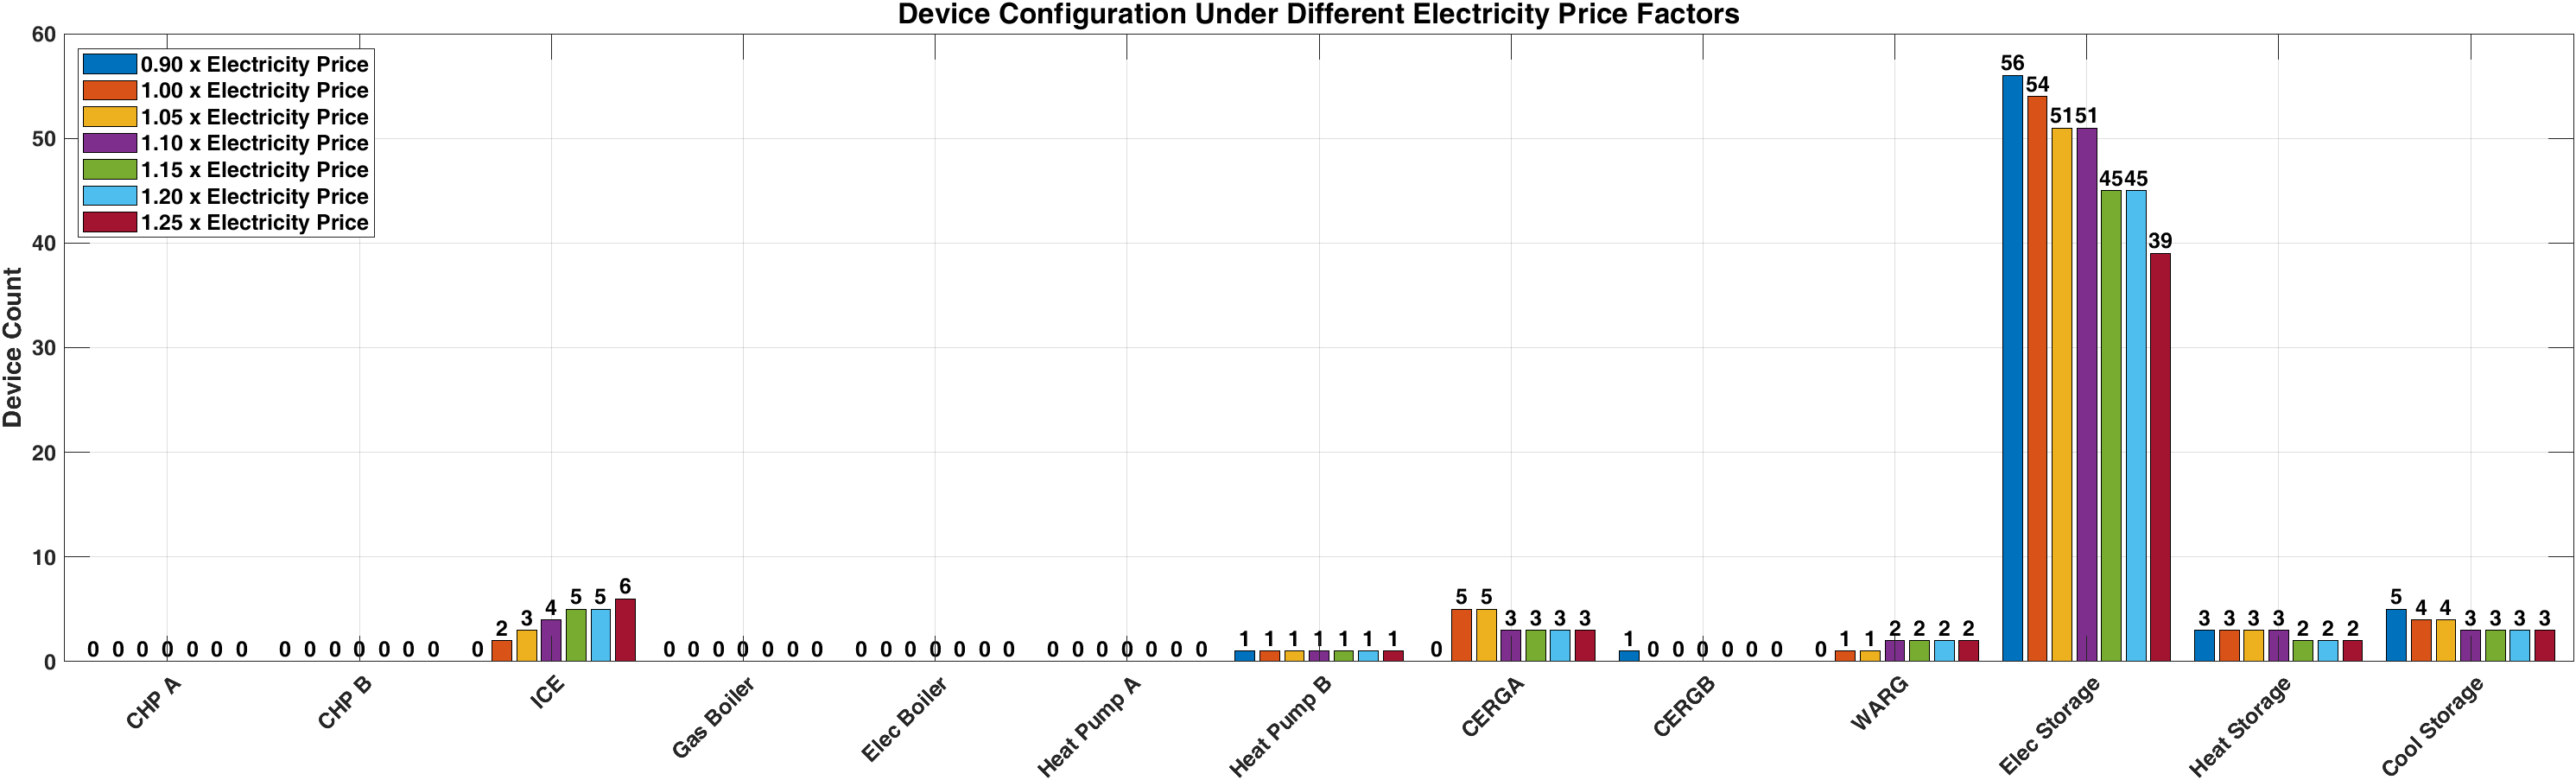 Device Configuration Under Different Electricity Price Factors
Device Count
60
50
40
30
20
10
0
0.90 x Electricity Price
1.00 x Electricity Price
1.05 x Electricity Price
1.10 x Electricity Price
1.15 x Electricity Price
1.20 x Electricity Price
1.25 x Electricity Price
0 0 0 0 0 0 0
0 0 0 0 0 0 0
0 2 3 4 5 5 6
0 0 0 0 0 0 0
0 0 0 0 0 0 0
0 0 0 0 0 0 0
1 1 1 1 1 1 1
0 5 5 3 3 3 3
1 0 0 0 0 0 0
0 1 1 2 2 2 2
56 54 51 51 45 45 39
3 3 3 3 2 2 2
5 4 4 3 3 3 3
CHP A
CHP B
ICE
Gas Boiler
Elec Boiler
Heat Pump A
Heat Pump B
CERGA
CERGB
WARG
Elec Storage
Heat Storage
Cool Storage